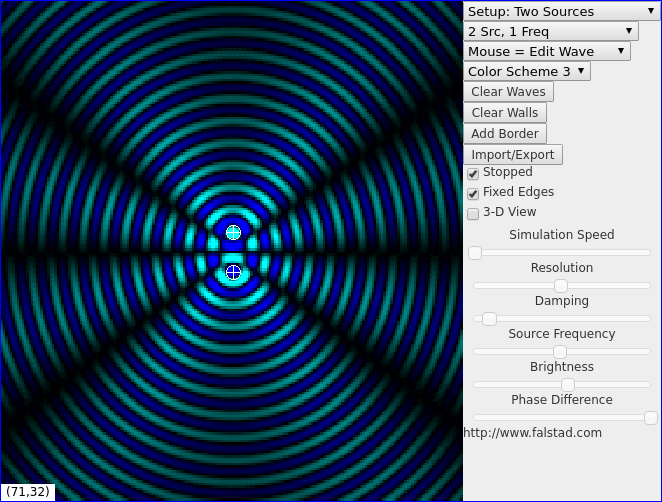 Setup: Two Sources
2 Src, 1 Freq
Mouse = Edit Wave
Color Scheme 3
Clear Waves
Clear Walls
Add Border
Import/Export
Stopped
Fixed Edges
3-D View
Simulation Speed
Resolution
Damping
Source Frequency
Brightness
Phase Difference
http://www.falstad.com
(71,32)